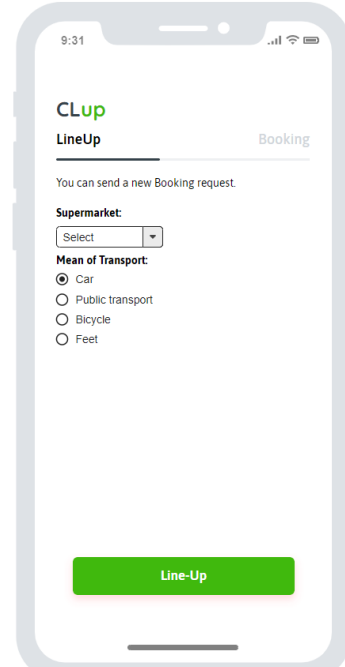 9:31
CLup
LineUp Booking
You can send a new Booking request.
Supermarket:
Select
Mean of Transport:
Car
Public transport
Bicycle
Feet
Line-Up